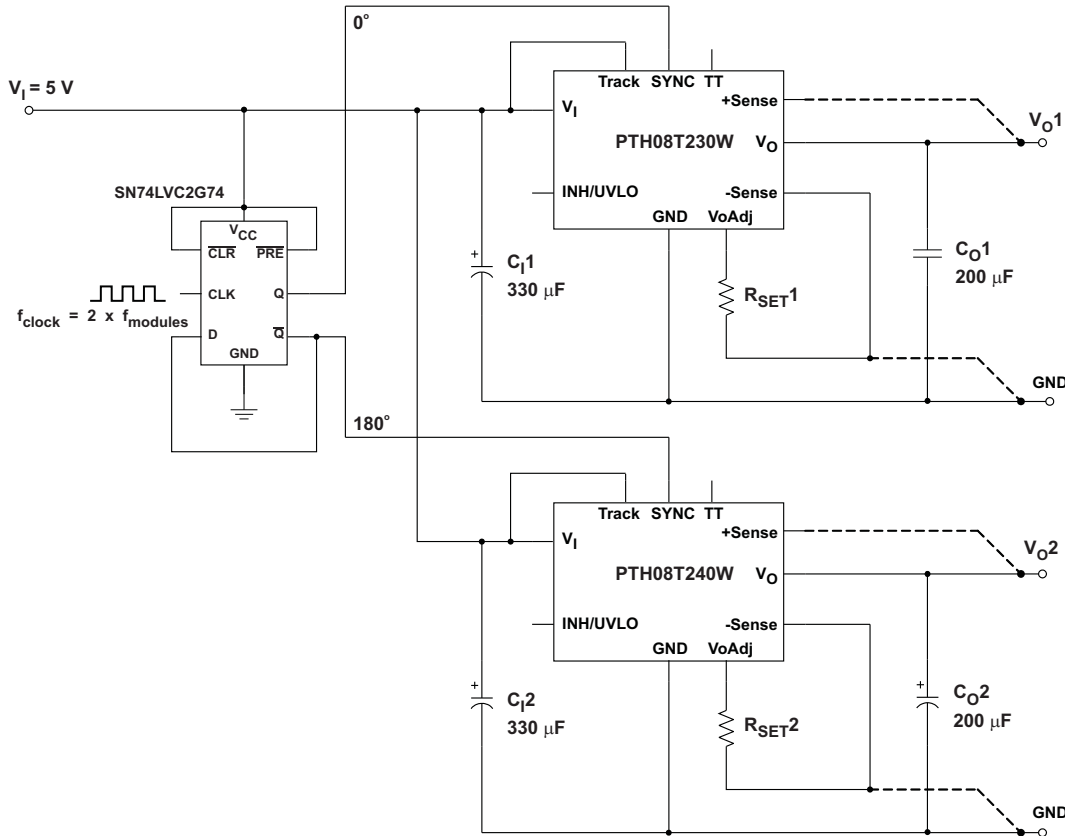 0°
V_I = 5 V
Track SYNC TT
V_I
+Sense
V_O1
PTH08T230W
V_O
INH/UVLO
-Sense
GND VoAdj
SN74LVC2G74
V_CC
CLR PRE
CLK Q
f_clock = 2 x f_modules
D Q
GND
+
C_I1
330 μF
R_SET1
C_O1
200 μF
GND
180°
Track SYNC TT
V_I
+Sense
V_O2
PTH08T240W
V_O
INH/UVLO
-Sense
GND VoAdj
+
C_I2
330 μF
R_SET2
+
C_O2
200 μF
GND